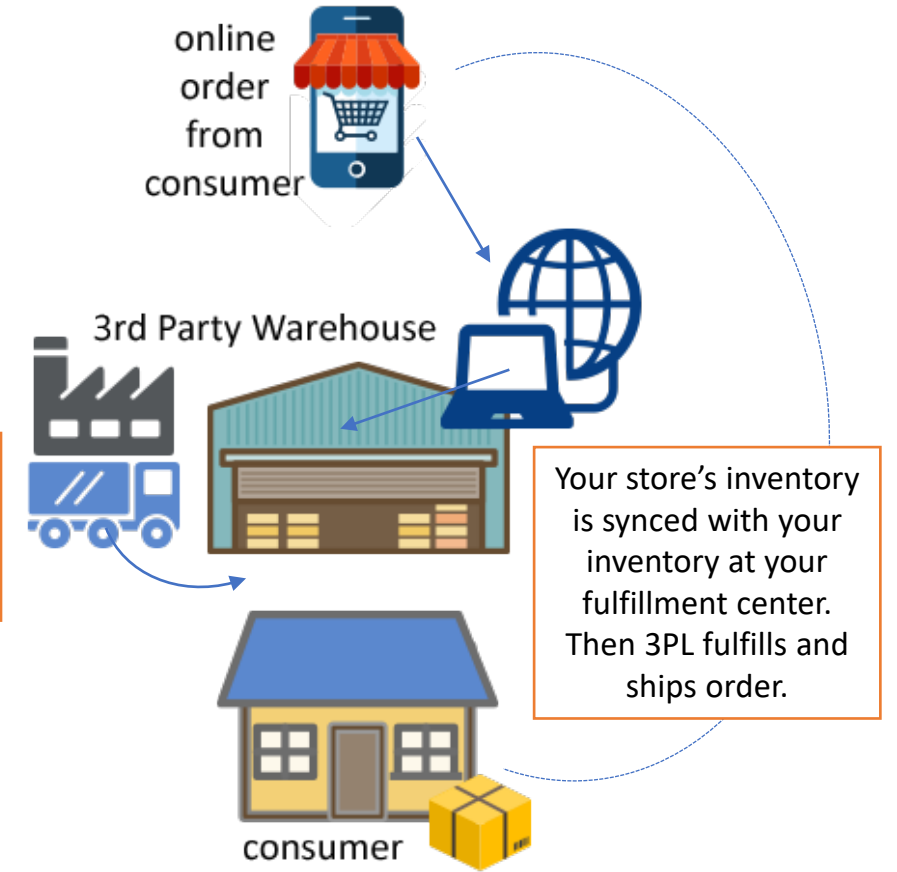 online
order
from
consumer
3rd Party Warehouse
Your store’s inventory
is synced with your
inventory at your
fulfillment center.
Then 3PL fulfills and
ships order.
consumer